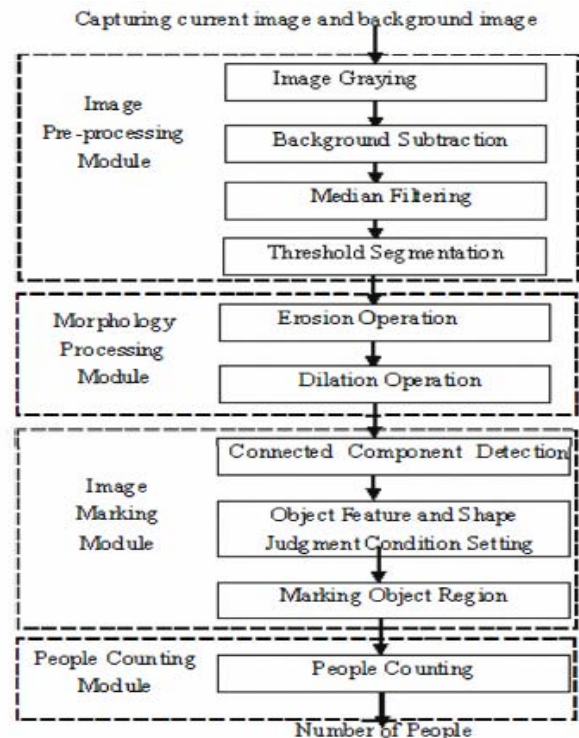 Capturing current image and background image
Image
Pre-processing
Module
Image Graying
Background Subtraction
Median Filtering
Threshold Segmentation
Morphology
Processing
Module
Erosion Operation
Dilation Operation
Image
Marking
Module
Connected Component Detection
Object Feature and Shape
Judgment Condition Setting
Marking Object Region
People Counting
Module
People Counting
Number of People